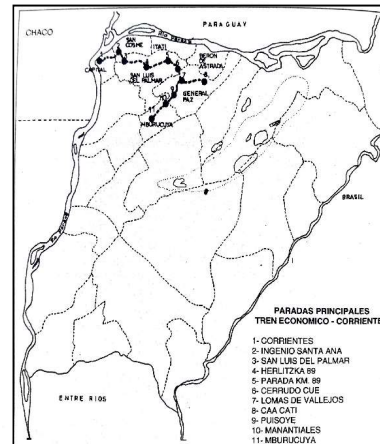 PARAGUAY
CHACO
RIO PARANA
SAN
COSME
ITATI
BERON
DE
ASTRADA
CAPITAL
SAN LUIS
DEL PALMAR
GENERAL
PAZ
MBURUCUYA
BRASIL
ENTRE RIOS
PARADAS PRINCIPALES
TREN ECONOMICO - CORRIENTE
1- CORRIENTES
2- INGENIO SANTA ANA
3- SAN LUIS DEL PALMAR
4- HERLITZKA 89
5- PARADA KM. 89
6- CERRUDO CUE
7- LOMAS DE VALLEJOS
8- CAA CATI
9- PUISOYE
10- MANANTIALES
11- MBURUCUYA